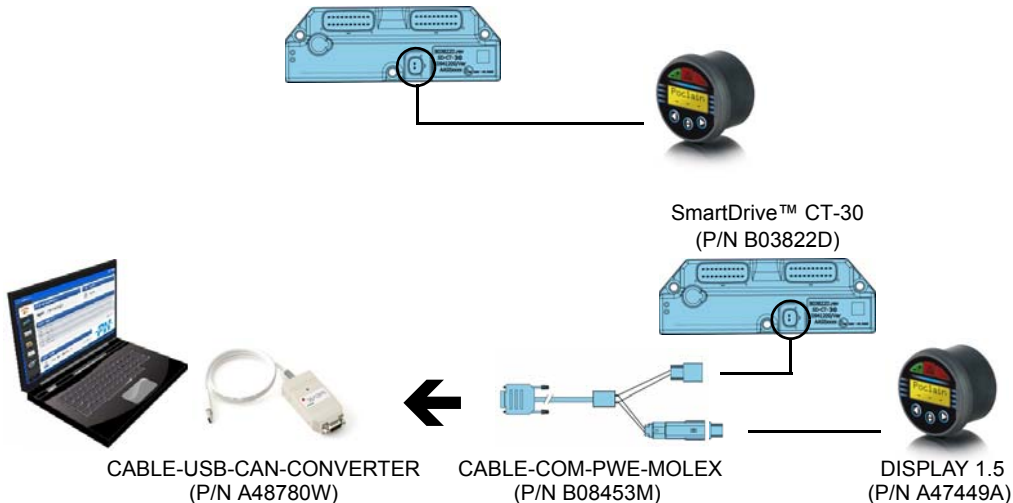 Poclain
SmartDrive™ CT-30
(P/N B03822D)
Poclain
CABLE-USB-CAN-CONVERTER
(P/N A48780W)
CABLE-COM-PWE-MOLEX
(P/N B08453M)
DISPLAY 1.5
(P/N A47449A)